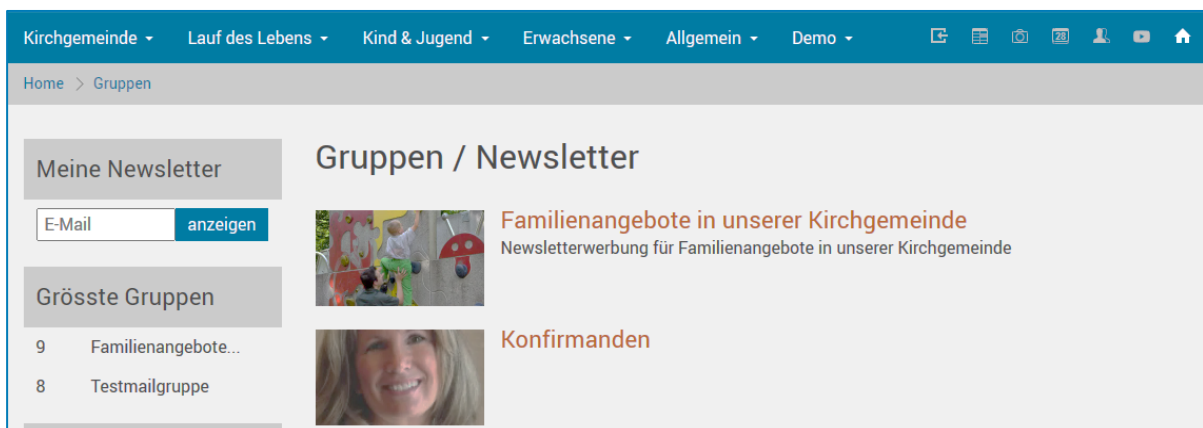 Kirchgemeinde Lauf des Lebens Kind & Jugend Erwachsene Allgemein Demo 28
Home > Gruppen
Meine Newsletter
E-Mail anzeigen
Grösste Gruppen
9 Familienangebote...
8 Testmailgruppe
Gruppen / Newsletter
Familienangebote in unserer Kirchgemeinde
Newsletterwerbung für Familienangebote in unserer Kirchgemeinde
Konfirmanden